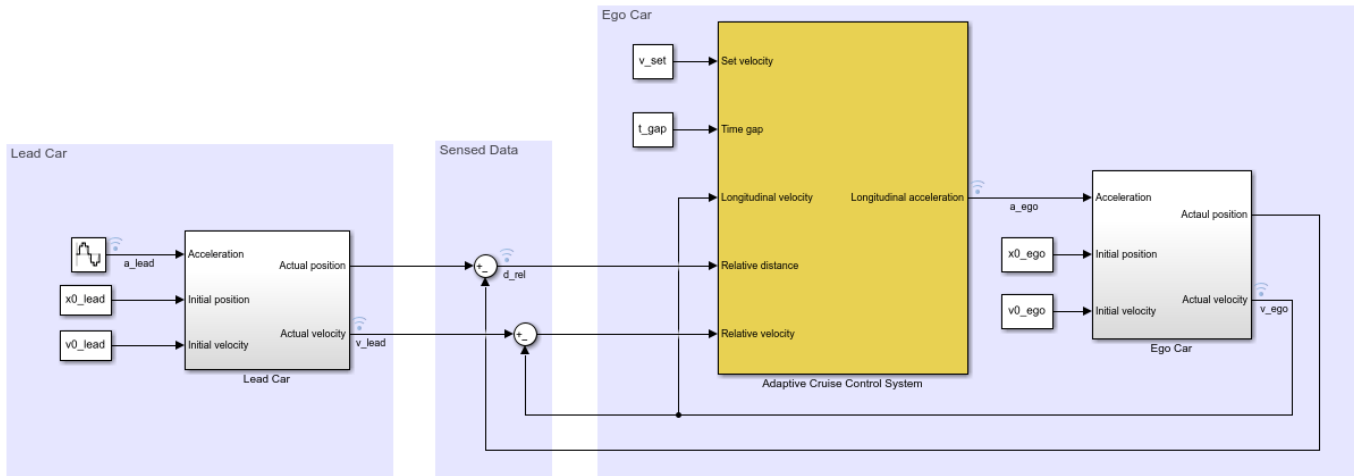 Ego Car
v_set
Set velocity
t_gap
Time gap
Lead Car
Sensed Data
Longitudinal velocity
Longitudinal acceleration
a_ego
Acceleration
Actaul position
a_lead
Acceleration
Actual position
+
_
d_rel
Relative distance
x0_ego
Initial position
x0_lead
Initial position
Actual velocity
v_ego
v0_ego
Initial velocity
v0_lead
Initial velocity
Actual velocity
v_lead
+
_
Relative velocity
Ego Car
Lead Car
Adaptive Cruise Control System